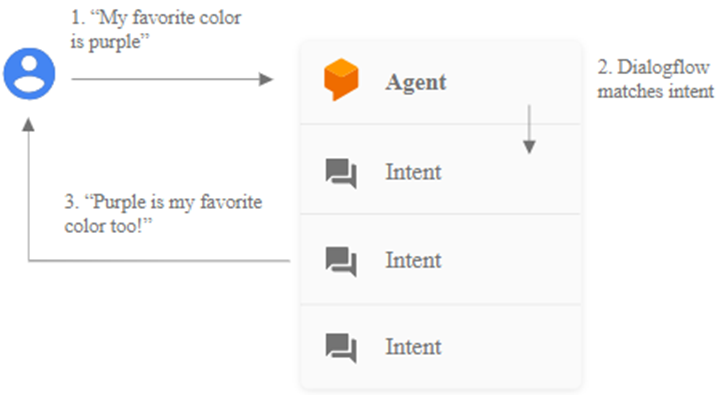 1. “My favorite color
is purple”
Agent
2. Dialogflow
matches intent
Intent
3. “Purple is my favorite
color too!”
Intent
Intent